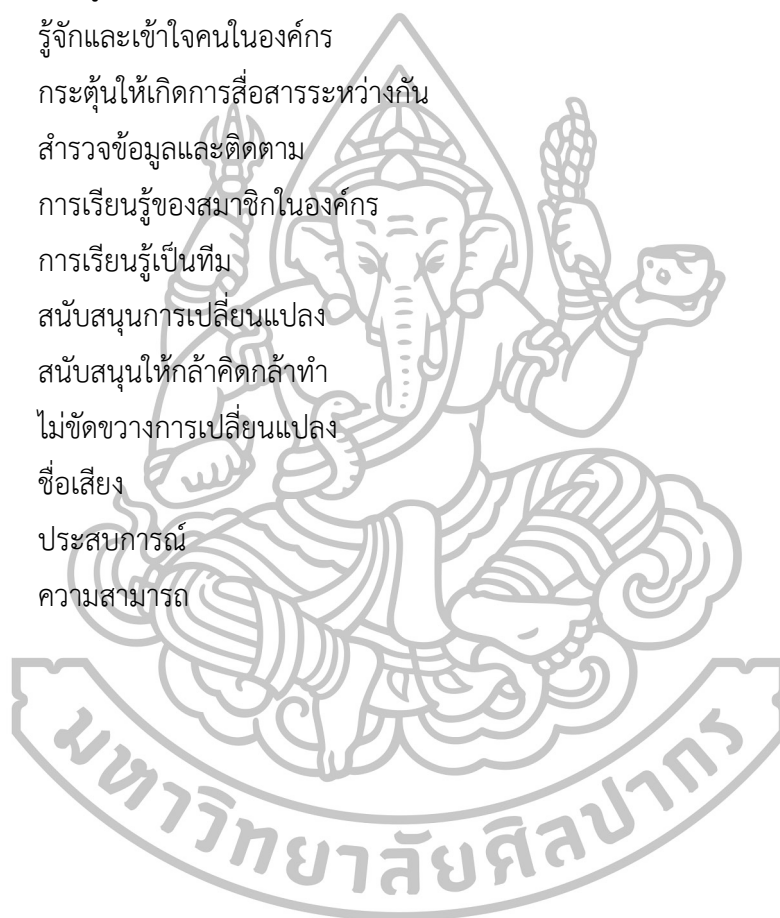 รู้จักและเข้าใจคนในองค์กร
กระตุ้นให้เกิดการสื่อสารระหว่างกัน
สำรวจข้อมูลและติดตาม
การเรียนรู้ของสมาชิกในองค์กร
การเรียนรู้เป็นทีม
สนับสนุนการเปลี่ยนแปลง
สนับสนุนให้กล้าคิดกล้าทำ
ไม่ขัดขวางการเปลี่ยนแปลง
ชื่อเสียง
ประสบการณ์
ความสามารถ
มหาวิทยาลัยศิลปากร